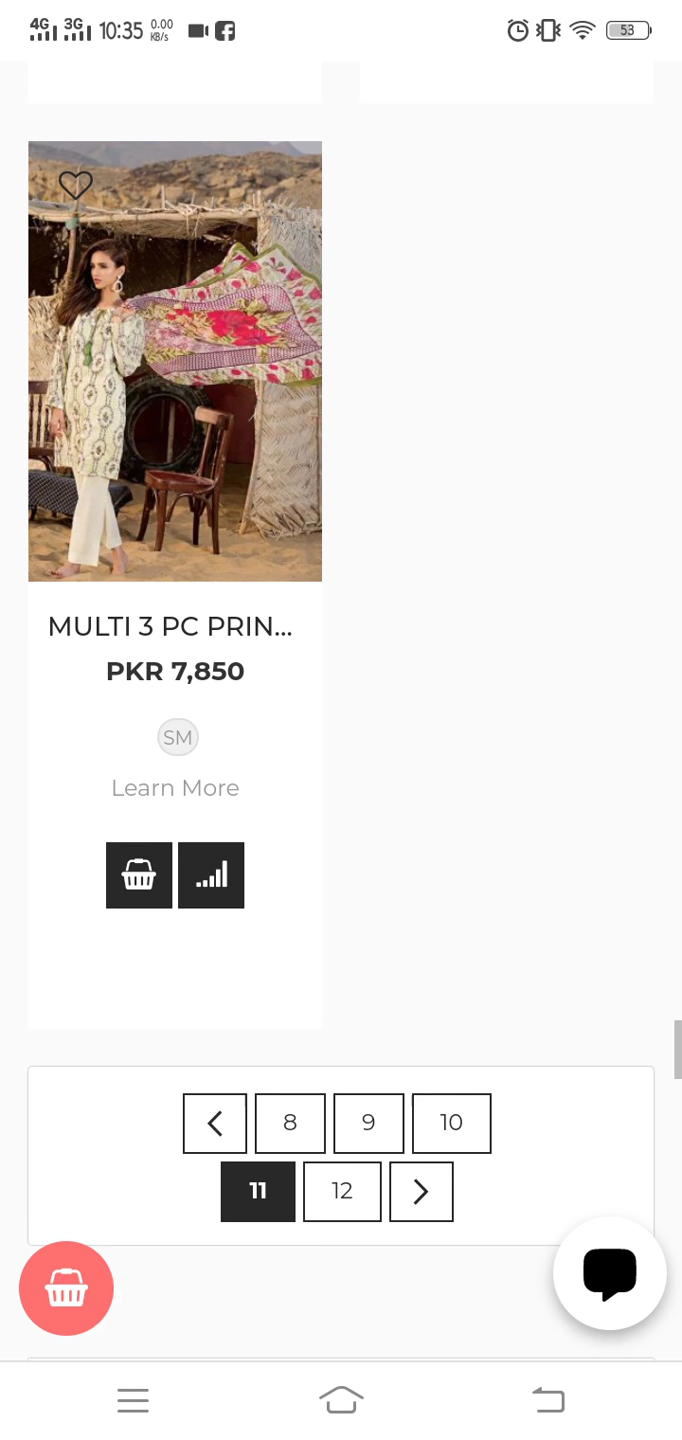 4G 3G 10:35 0.00 KB/s 53
MULTI 3 PC PRIN...
PKR 7,850
SM
Learn More
8 9 10
11 12